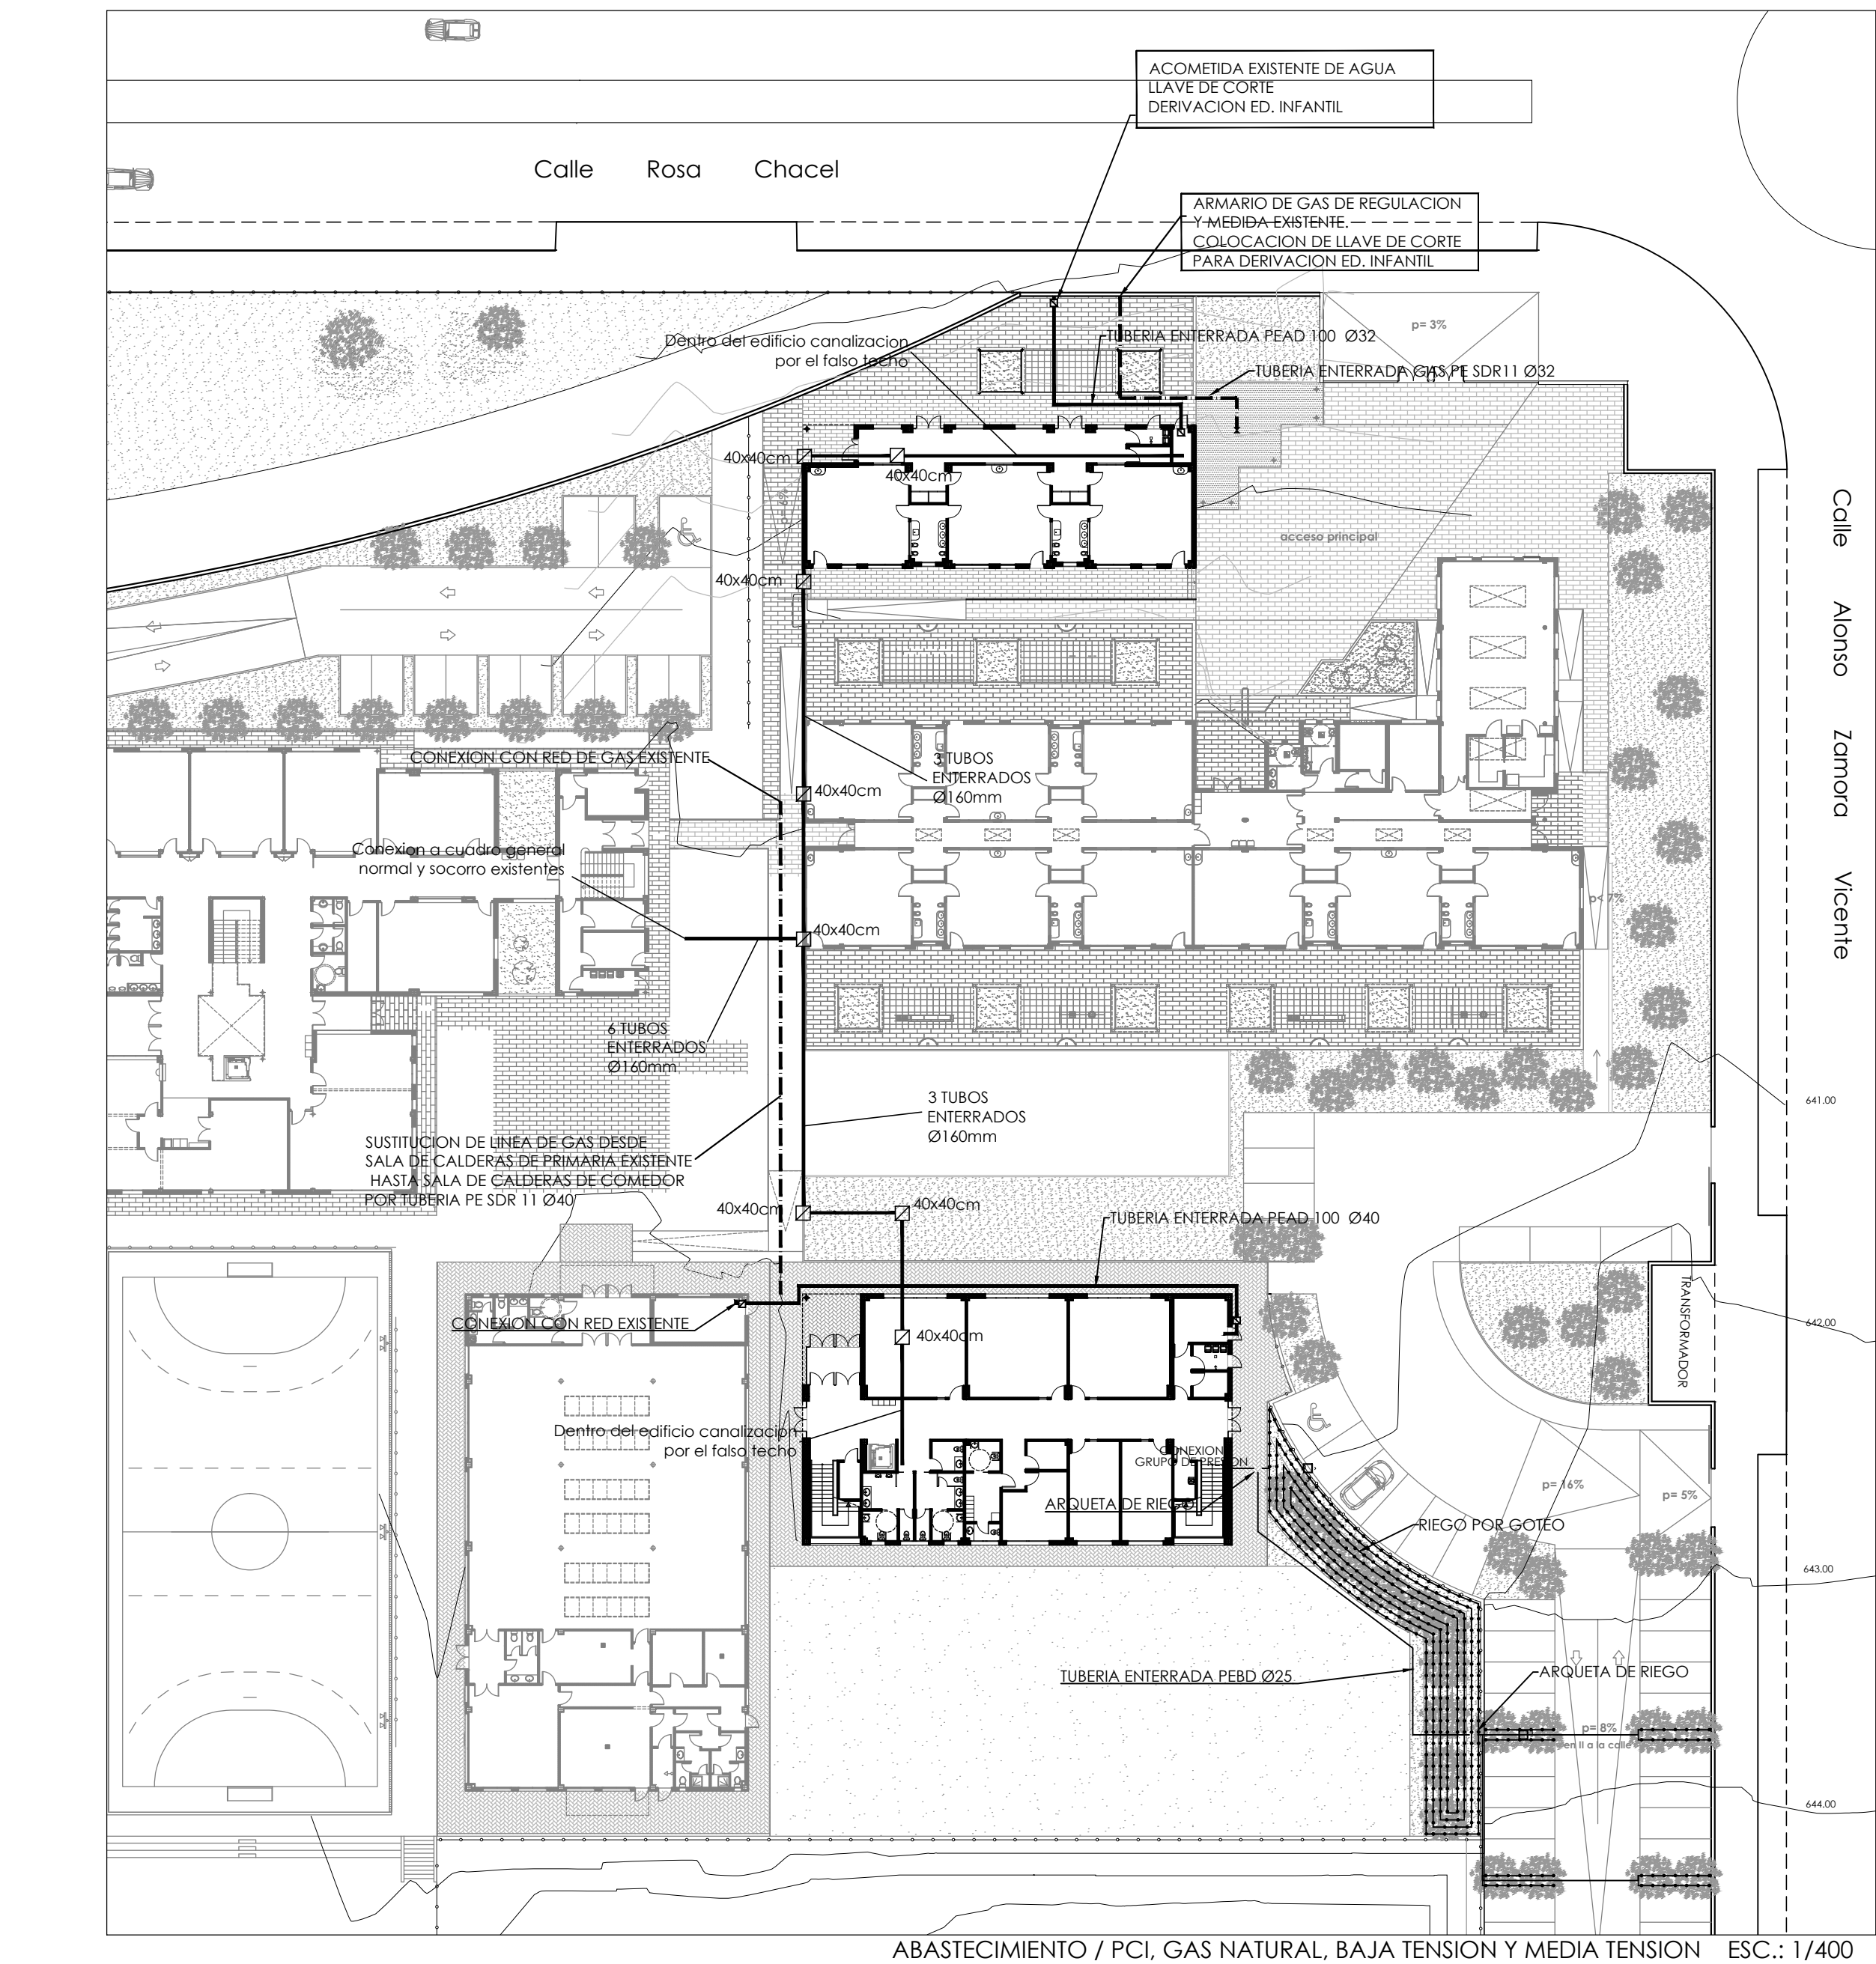 ACOMETIDA EXISTENTE DE AGUA
LLAVE DE CORTE
DERIVACION ED. INFANTIL
Calle Rosa Chacel
ARMARIO DE GAS DE REGULACION
Y MEDIDA EXISTENTE.
COLOCACION DE LLAVE DE CORTE
PARA DERIVACION ED. INFANTIL
p= 3%
Dentro del edificio canalizacion
por el falso techo
TUBERIA ENTERRADA PEAD 100 Ø32
TUBERIA ENTERRADA GAS PE SDR11 Ø32
40x40cm
40x40cm
acceso principal
Calle Alonso Zamora Vicente
40x40cm
CONEXION CON RED DE GAS EXISTENTE
3 TUBOS
ENTERRADOS
Ø160mm
40x40cm
Conexion a cuadro general
normal y socorro existentes
p< 7%
40x40cm
6 TUBOS
ENTERRADOS
Ø160mm
3 TUBOS
ENTERRADOS
Ø160mm
641.00
SUSTITUCION DE LINEA DE GAS DESDE
SALA DE CALDERAS DE PRIMARIA EXISTENTE
HASTA SALA DE CALDERAS DE COMEDOR
POR TUBERIA PE SDR 11 Ø40
40x40cm
40x40cm
TUBERIA ENTERRADA PEAD 100 Ø40
TRANSFORMADOR
CONEXION CON RED EXISTENTE
40x40cm
642.00
Dentro del edificio canalizacion
por el falso techo
CONEXION
GRUPO DE PRESION
ARQUETA DE RIEGO
p= 16%
p= 5%
RIEGO POR GOTEO
643.00
TUBERIA ENTERRADA PEBD Ø25
ARQUETA DE RIEGO
p= 8%
en II a la calle
644.00
ABASTECIMIENTO / PCI, GAS NATURAL, BAJA TENSION Y MEDIA TENSION ESC.: 1/400